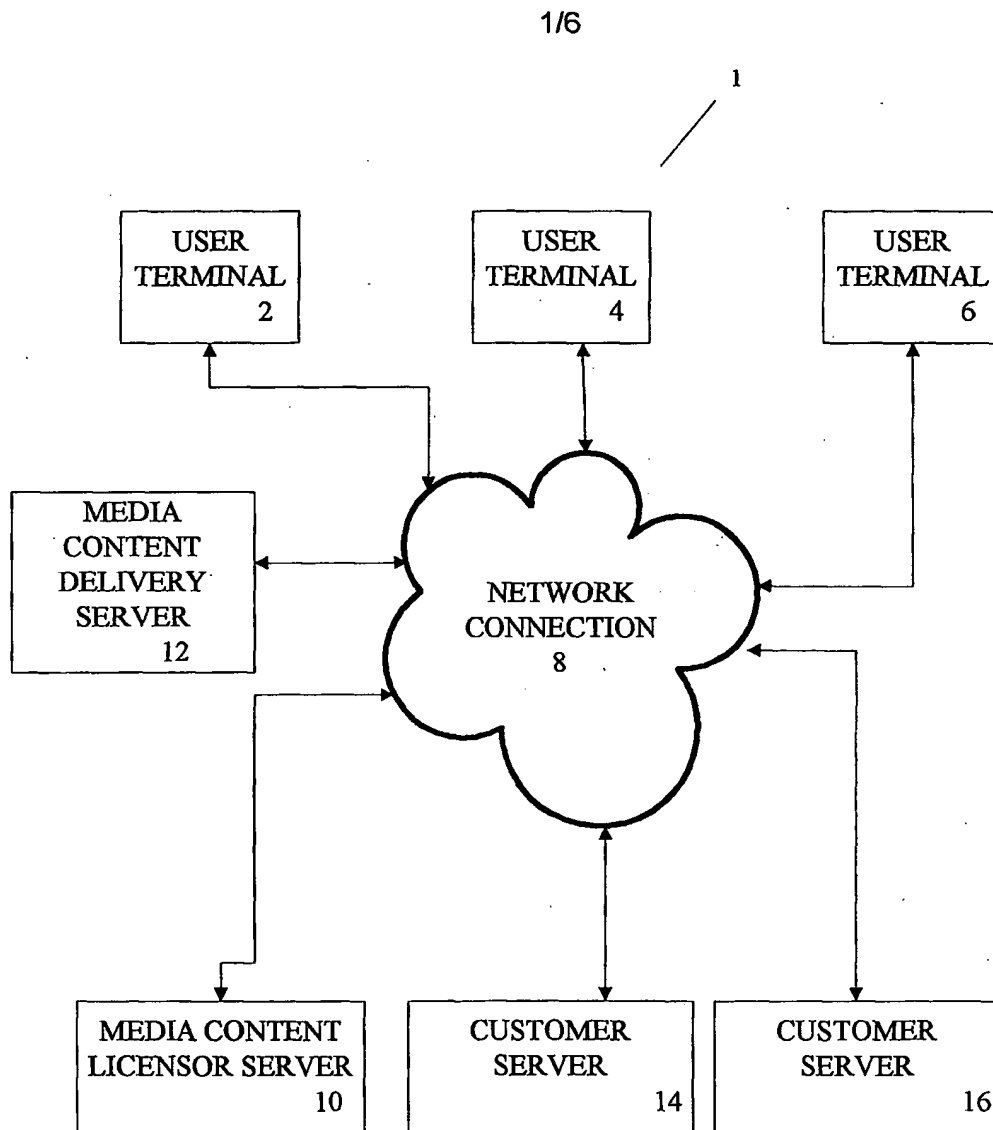 1/6
1
USER
TERMINAL
2
USER
TERMINAL
4
USER
TERMINAL
6
MEDIA
CONTENT
DELIVERY
SERVER
12
NETWORK
CONNECTION
8
MEDIA CONTENT
LICENSOR SERVER
10
CUSTOMER
SERVER
14
CUSTOMER
SERVER
16